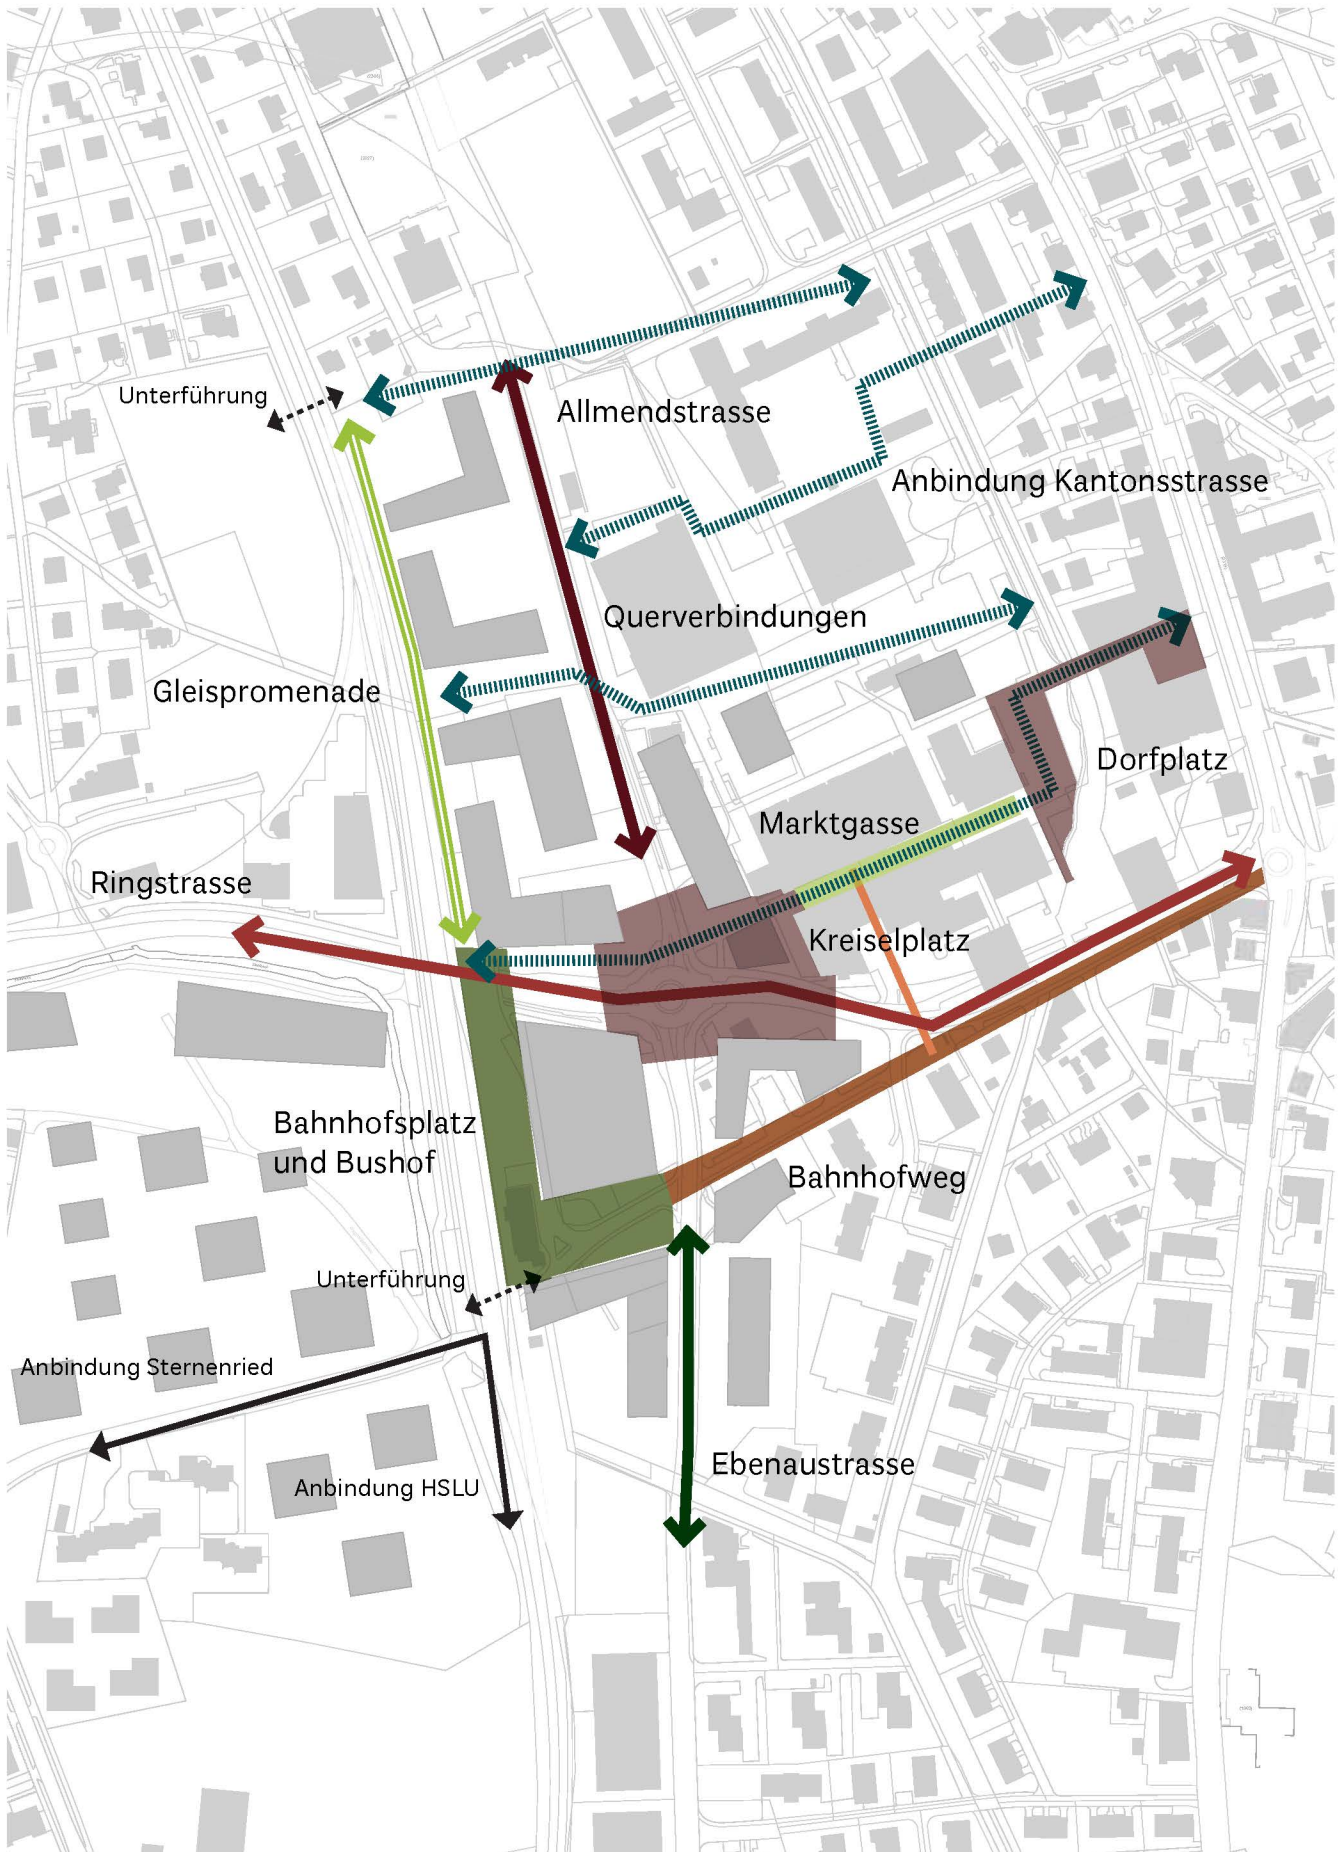 Unterführung
Allmendstrasse
Anbindung Kantonsstrasse
Querverbindungen
Gleispromenade
Dorfplatz
Marktgasse
Ringstrasse
Kreiselplatz
Bahnhofsplatz
und Bushof
Bahnhofweg
Unterführung
Anbindung Sternenried
Ebenaustrasse
Anbindung HSLU